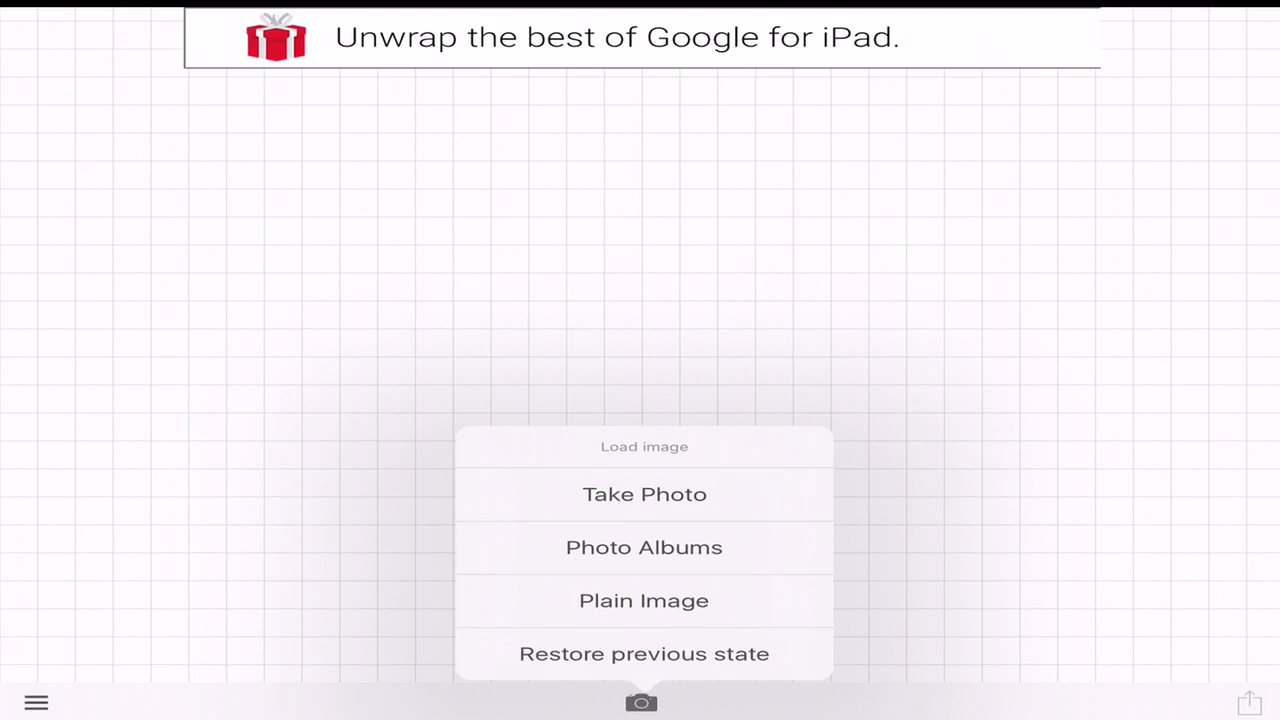 Unwrap the best of Google for iPad.
Load image
Take Photo
Photo Albums
Plain Image
Restore previous state